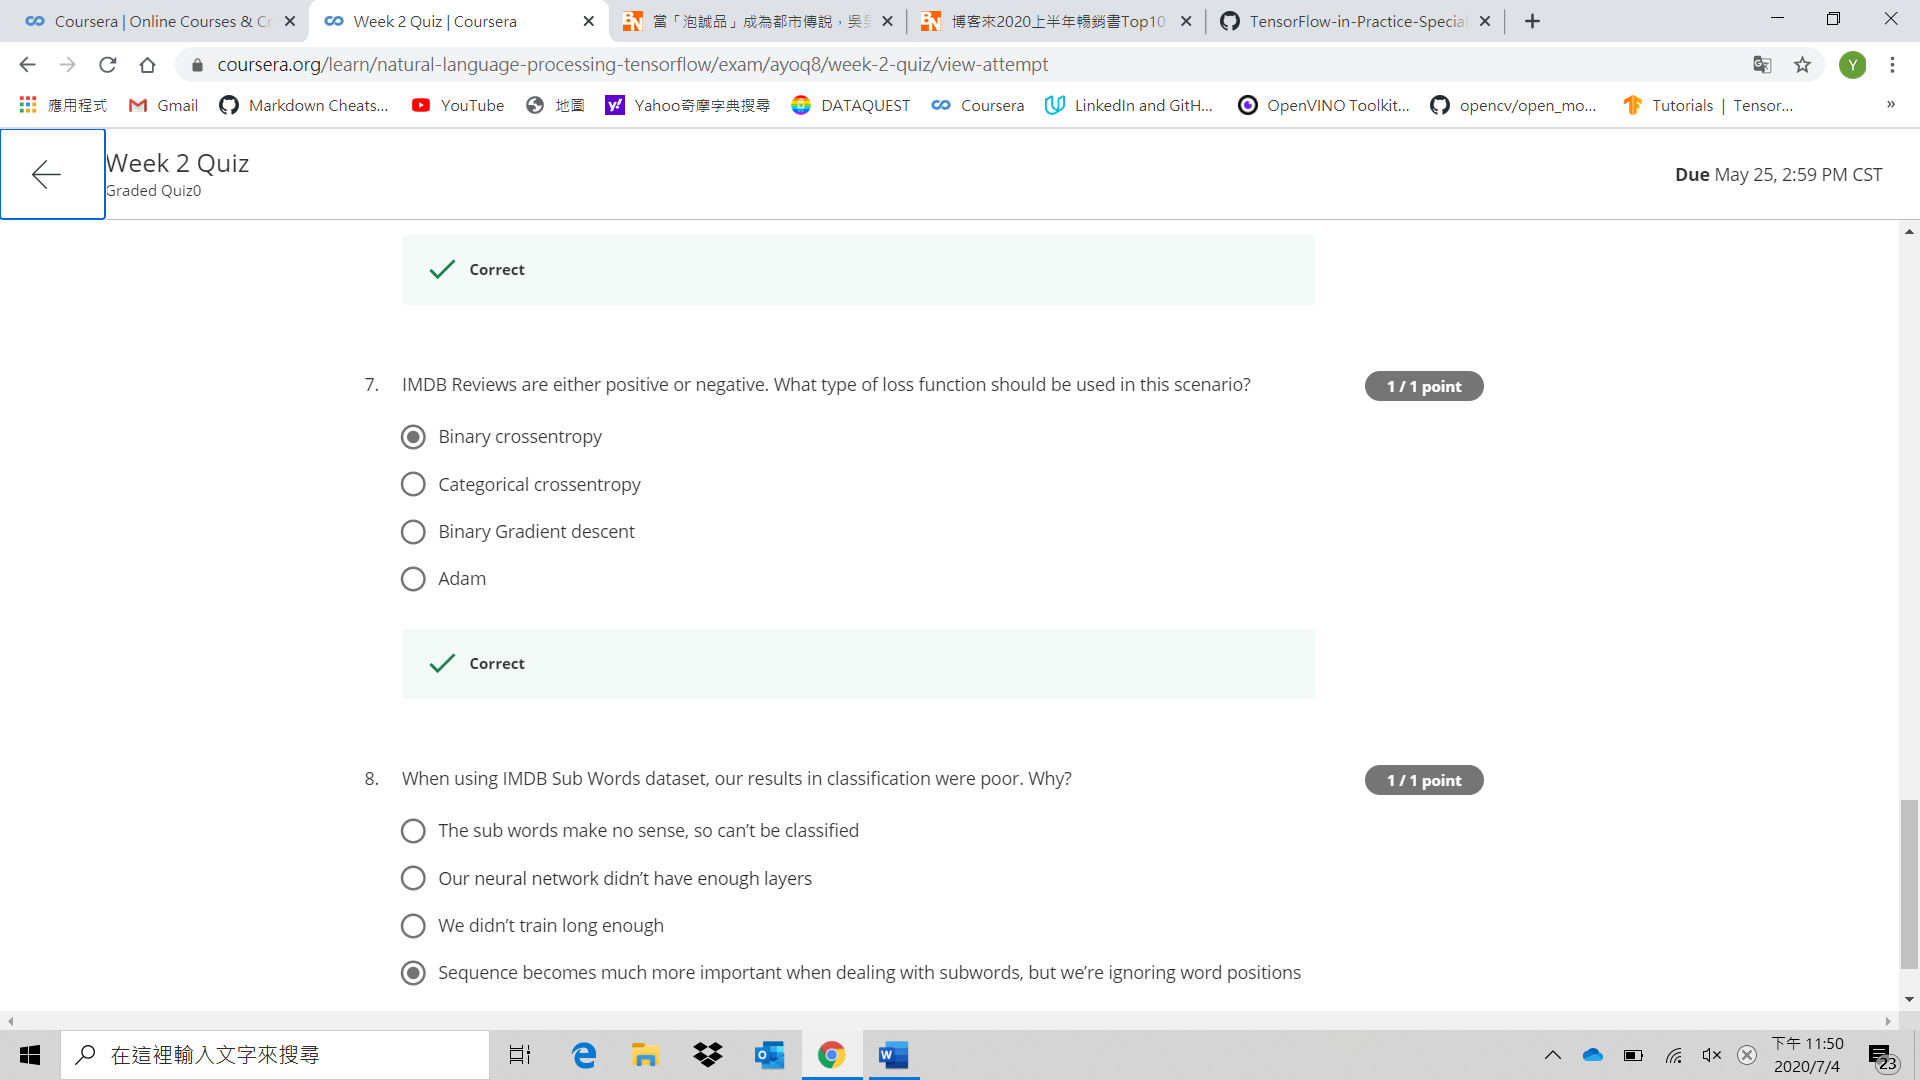 Coursera | Online Courses & Cr
Week 2 Quiz | Coursera
當「泡誠品」成為都市傳說，吳旻
博客來2020上半年暢銷書Top10
TensorFlow-in-Practice-Special
coursera.org/learn/natural-language-processing-tensorflow/exam/ayoq8/week-2-quiz/view-attempt
Y
應用程式
Gmail
Markdown Cheats...
YouTube
地圖
Yahoo奇摩字典搜尋
DATAQUEST
Coursera
LinkedIn and GitH...
OpenVINO Toolkit...
opencv/open_mo...
Tutorials | Tensor...
»
Week 2 Quiz
Graded Quiz0
Due May 25, 2:59 PM CST
Correct
7. IMDB Reviews are either positive or negative. What type of loss function should be used in this scenario?
1 / 1 point
Binary crossentropy
Categorical crossentropy
Binary Gradient descent
Adam
Correct
8. When using IMDB Sub Words dataset, our results in classification were poor. Why?
1 / 1 point
The sub words make no sense, so can’t be classified
Our neural network didn’t have enough layers
We didn’t train long enough
Sequence becomes much more important when dealing with subwords, but we’re ignoring word positions
在這裡輸入文字來搜尋
下午 11:50
2020/7/4
23